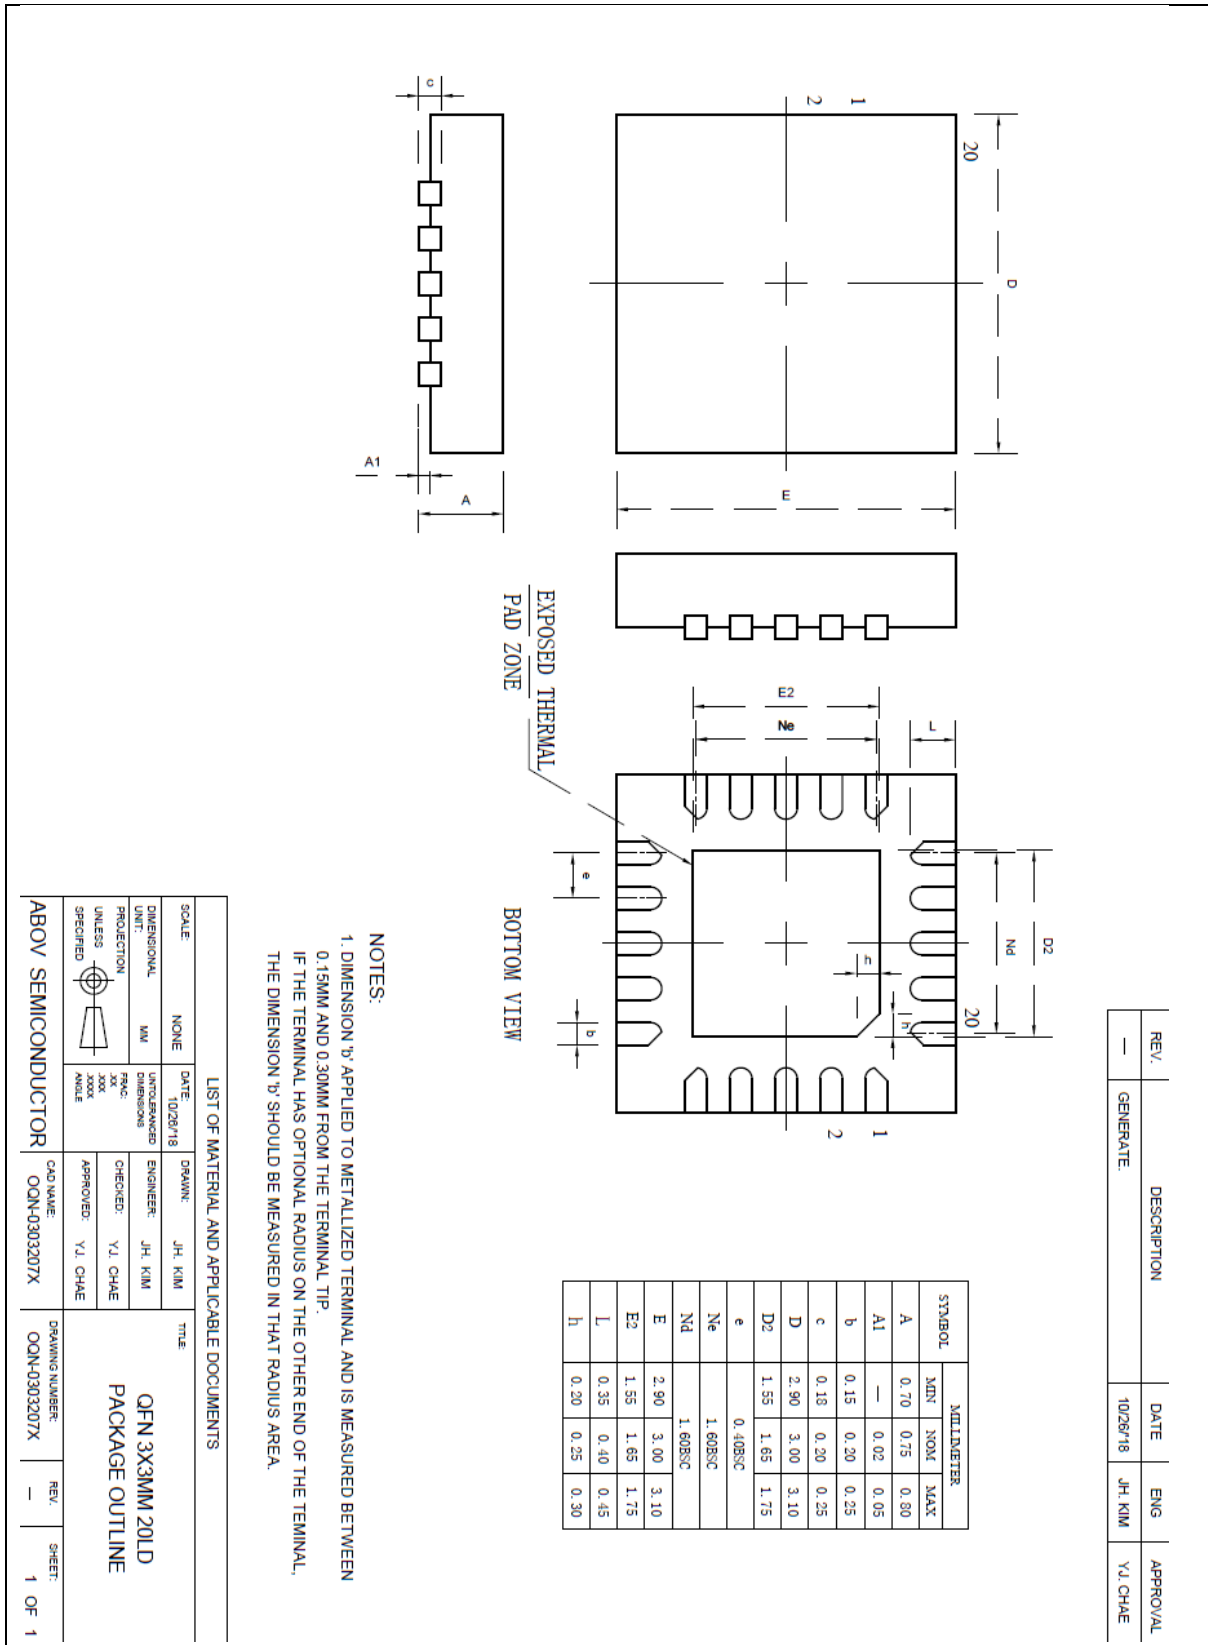 REV. DESCRIPTION DATE ENG APPROVAL
— GENERATE. 10/26/'18 JH. KIM YJ. CHAE
D
20
1
2
E
c
A1
A
D2
Nd
20
L
E2
Ne
h
h
1
2
e
b
EXPOSED THERMAL
PAD ZONE
BOTTOM VIEW
SYMBOL MILLIMETER
MIN NOM MAX
A 0.70 0.75 0.80
A1 — 0.02 0.05
b 0.15 0.20 0.25
c 0.18 0.20 0.25
D 2.90 3.00 3.10
D2 1.55 1.65 1.75
e 0.40BSC
Ne 1.60BSC
Nd 1.60BSC
E 2.90 3.00 3.10
E2 1.55 1.65 1.75
L 0.35 0.40 0.45
h 0.20 0.25 0.30
NOTES:
1. DIMENSION 'b' APPLIED TO METALLIZED TERMINAL AND IS MEASURED BETWEEN
0.15MM AND 0.30MM FROM THE TERMINAL TIP.
IF THE TERMINAL HAS OPTIONAL RADIUS ON THE OTHER END OF THE TEMINAL,
THE DIMENSION 'b' SHOULD BE MEASURED IN THAT RADIUS AREA.
LIST OF MATERIAL AND APPLICABLE DOCUMENTS
SCALE: NONE
DATE: 10/26/'18
DRAWN: JH. KIM
TITLE:
QFN 3X3MM 20LD
PACKAGE OUTLINE
DIMENSIONAL
UNIT: MM
UNTOLERANCED
DIMENSIONS
ENGINEER: JH. KIM
PROJECTION
UNLESS
SPECIFIED
FRAC:
.XX
.XXX
.XXXX
ANGLE
CHECKED: YJ. CHAE
APPROVED: YJ. CHAE
ABOV SEMICONDUCTOR
CAD NAME:
OQN-0303207X
DRAWING NUMBER:
OQN-0303207X
REV.
—
SHEET:
1 OF 1